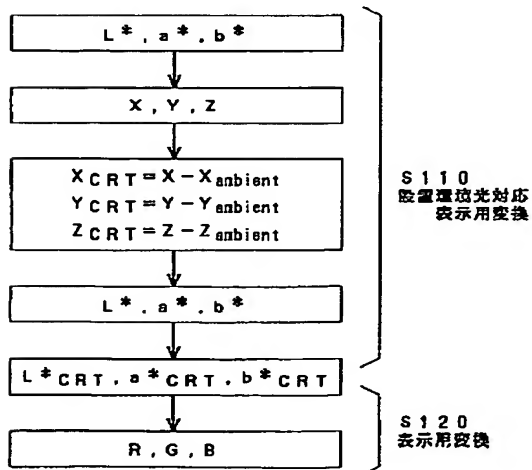 L*, a*, b*
X, Y, Z
XCRT=X-Xambient
YCRT=Y-Yambient
ZCRT=Z-Zambient
L*, a*, b*
L*CRT, a*CRT, b*CRT
R, G, B
S110
設置環境光対応
表示用変換
S120
表示用変換